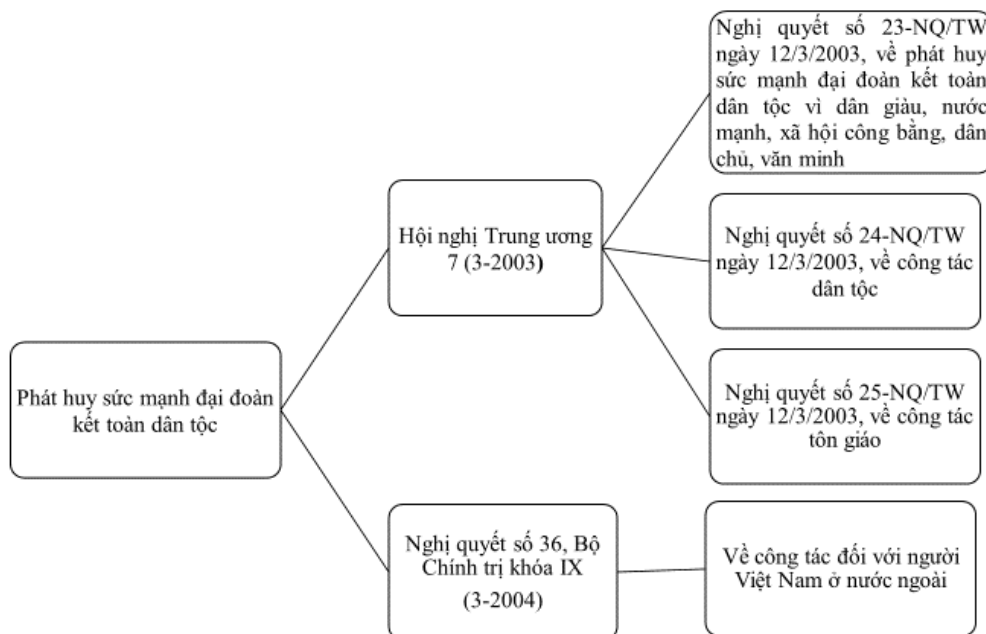 Phát huy sức mạnh đại đoàn
kết toàn dân tộc
Hội nghị Trung ương
7 (3-2003)
Nghị quyết số 23-NQ/TW
ngày 12/3/2003, về phát huy
sức mạnh đại đoàn kết toàn
dân tộc vì dân giàu, nước
mạnh, xã hội công bằng, dân
chủ, văn minh
Nghị quyết số 24-NQ/TW
ngày 12/3/2003, về công tác
dân tộc
Nghị quyết số 25-NQ/TW
ngày 12/3/2003, về công tác
tôn giáo
Nghị quyết số 36, Bộ
Chính trị khóa IX
(3-2004)
Về công tác đối với người
Việt Nam ở nước ngoài